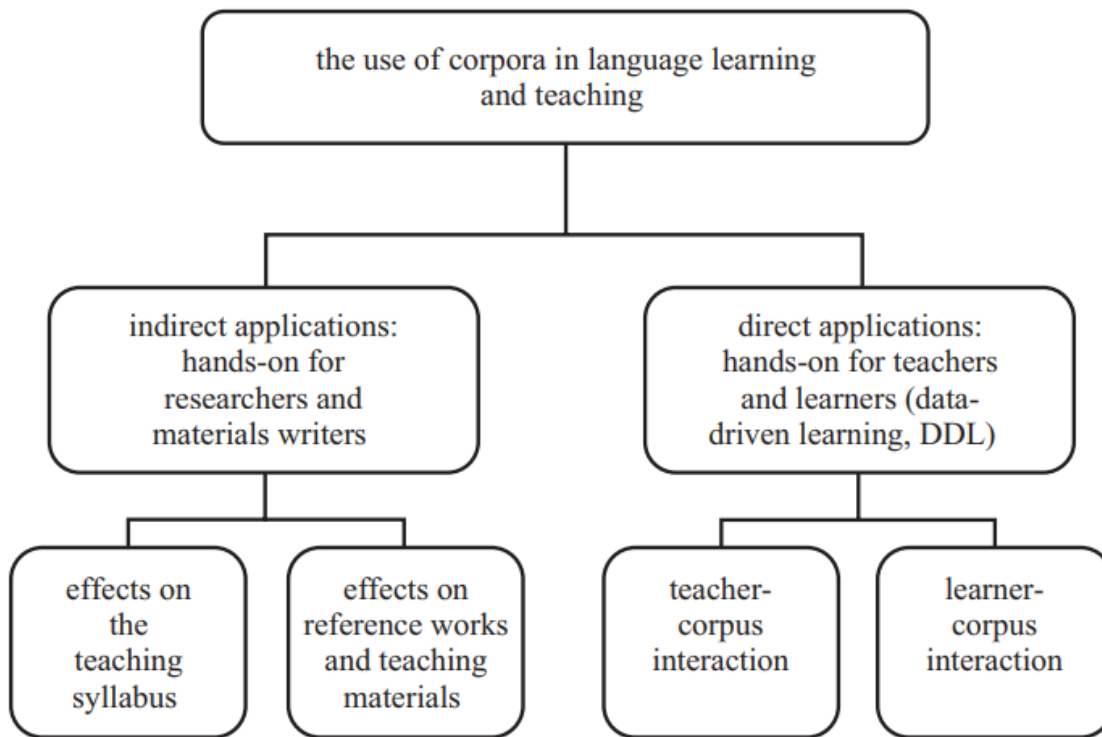 the use of corpora in language learning
and teaching
indirect applications:
hands-on for
researchers and
materials writers
direct applications:
hands-on for teachers
and learners (data-
driven learning, DDL)
effects on
the
teaching
syllabus
effects on
reference works
and teaching
materials
teacher-
corpus
interaction
learner-
corpus
interaction